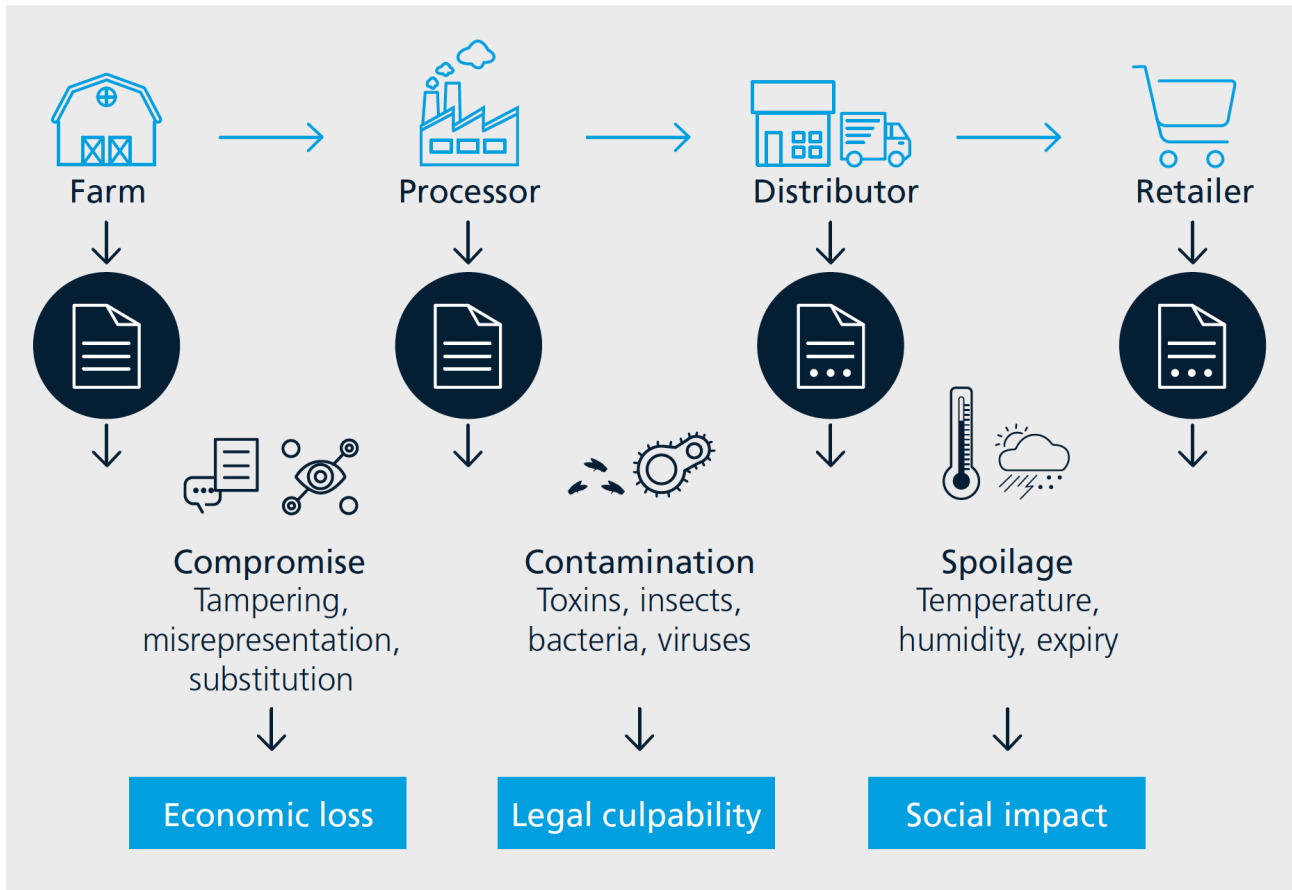 Farm
Processor
Distributor
Retailer
Compromise
Tampering,
misrepresentation,
substitution
Contamination
Toxins, insects,
bacteria, viruses
Spoilage
Temperature,
humidity, expiry
Economic loss
Legal culpability
Social impact